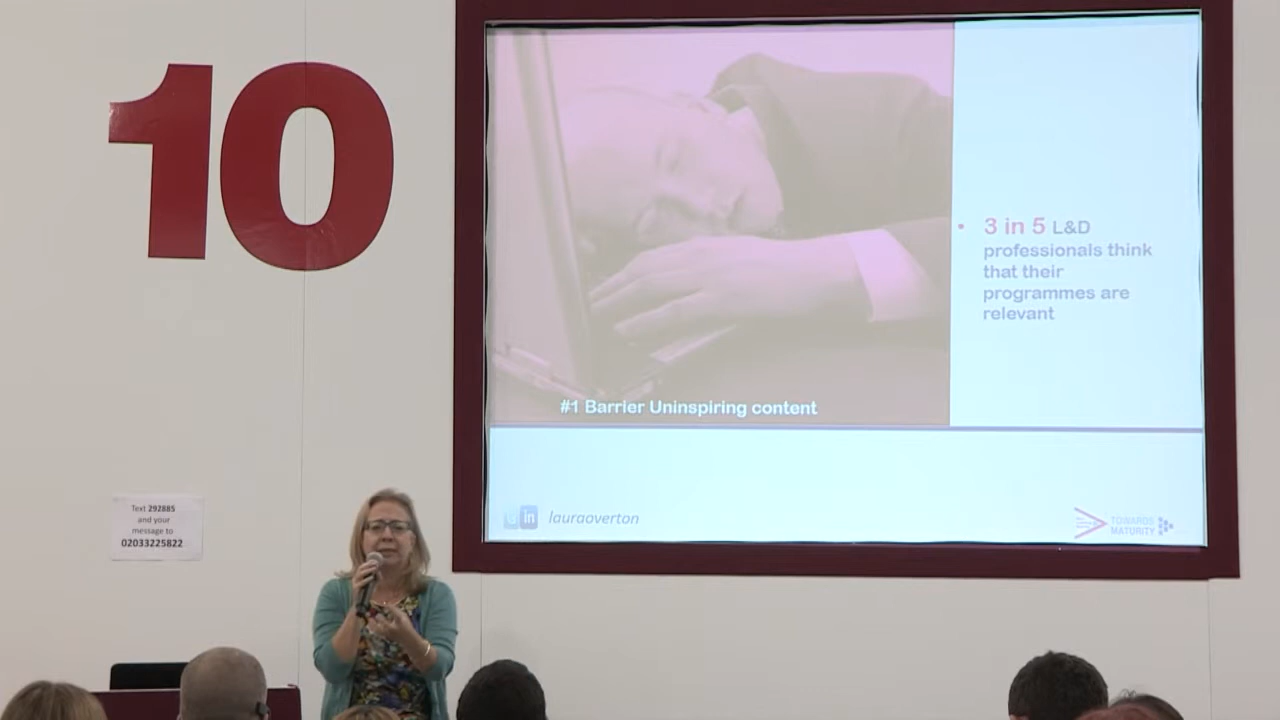 10
• 3 in 5 L&D
professionals think
that their
programmes are
relevant
#1 Barrier Uninspiring content
in lauraoverton
TOWARDS
MATURITY
Text 292885
and your
message to
02033225822